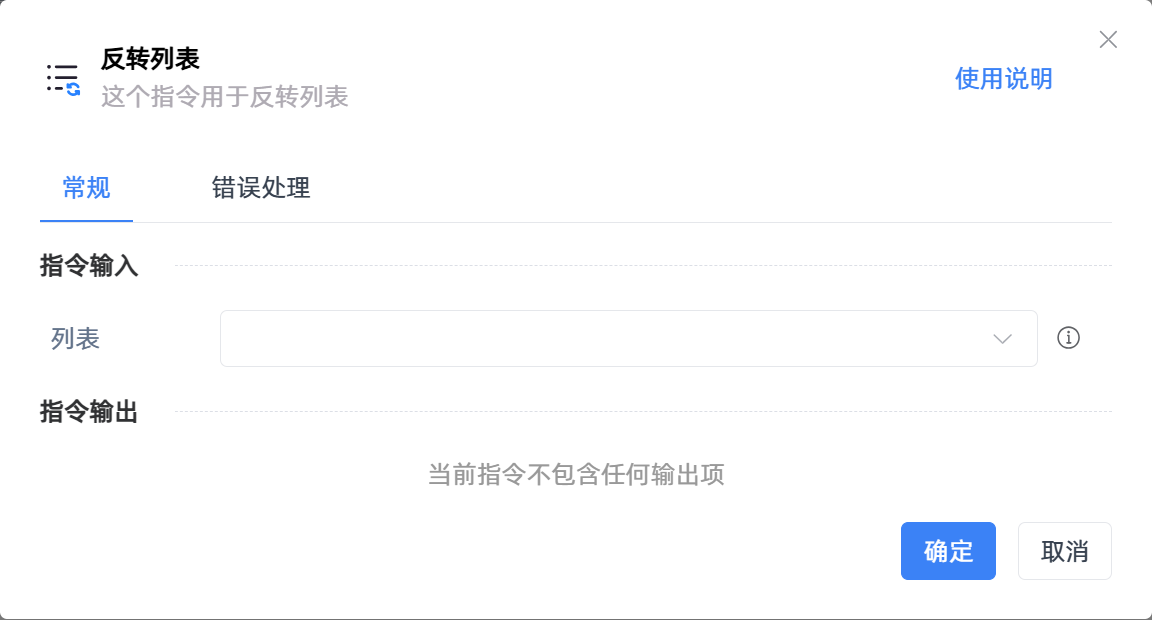 反转列表
这个指令用于反转列表
使用说明
常规
错误处理
指令输入
列表
指令输出
当前指令不包含任何输出项
确定
取消